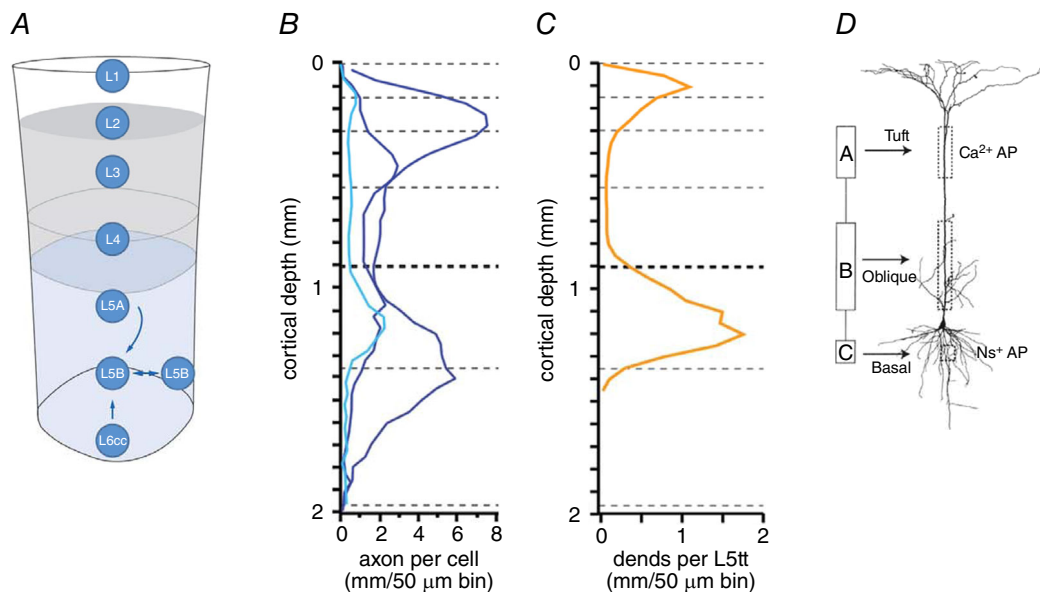 A
L1
L2
L3
L4
L5A
L5B
L5B
L6cc
B
0
1
2
cortical depth (mm)
0 2 4 6 8
axon per cell
(mm/50 μm bin)
C
0
1
2
cortical depth (mm)
0 1 2
dends per L5tt
(mm/50 μm bin)
D
A
Tuft
Ca²⁺ AP
B
Oblique
C
Basal
Ns⁺ AP